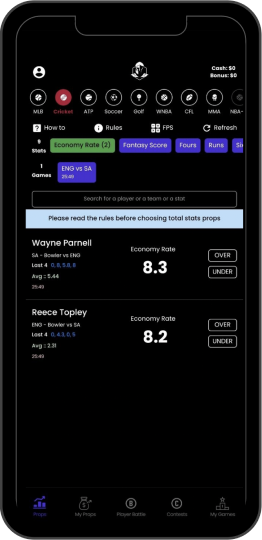 Cash: $0
Bonus: $0
MLB Cricket ATP Soccer Golf WNBA CFL MMA NBA-
How to Rules FPS Refresh
9 Stats Economy Rate (2) Fantasy Score Fours Runs Si
1 Games ENG vs SA
25:49
Search for a player or a team or a stat
Please read the rules before choosing total stats props
Wayne Parnell
SA - Bowler vs ENG
Last 4 0, 8, 5.8, 8
Avg :: 5.44
25:49
Economy Rate
8.3
OVER
UNDER
Reece Topley
ENG - Bowler vs SA
Last 4 0, 4.3, 0, 5
Avg :: 2.31
25:49
Economy Rate
8.2
OVER
UNDER
Props My Props Player Battle Contests My Games